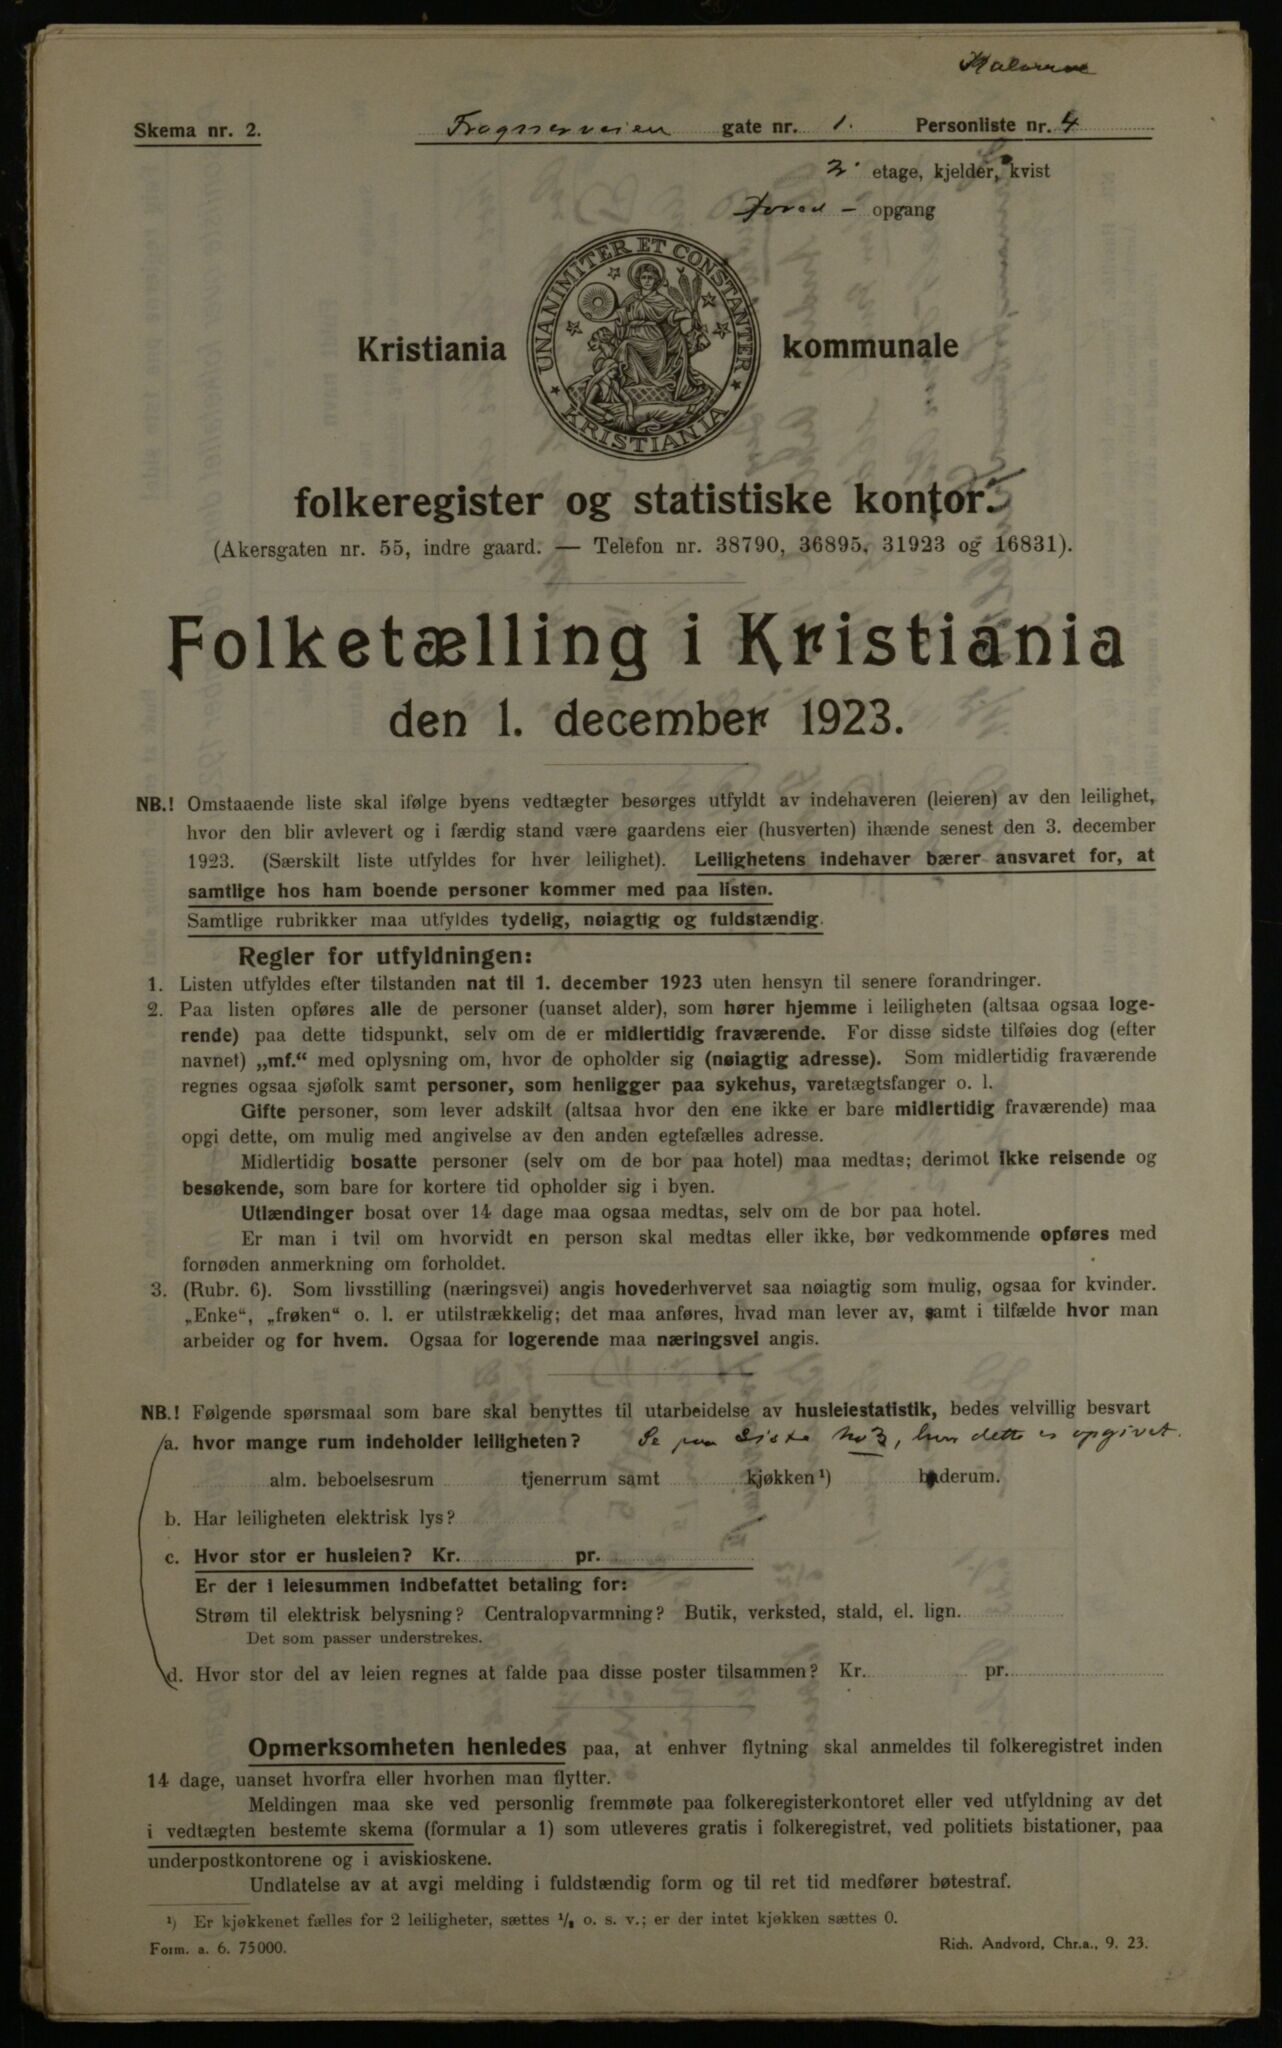 Skema nr. 2.
Frognerveien gate nr. 1. Personliste nr. 4
2. etage, kjelder, kvist
opgang
UNANIMITER ET CONSTANTER
KRISTIANIA
Kristiania kommunale
folkeregister og statistiske kontor.
(Akersgaten nr. 55, indre gaard. — Telefon nr. 38790, 36895, 31923 og 16831).
Folketælling i Kristiania
den 1. december 1923.
NB.! Omstaaende liste skal ifølge byens vedtægter besørges utfyldt av indehaveren (leieren) av den leilighet,
hvor den blir avlevert og i færdig stand være gaardens eier (husverten) ihænde senest den 3. december
1923. (Særskilt liste utfyldes for hver leilighet). Leilighetens indehaver bærer ansvaret for, at
samtlige hos ham boende personer kommer med paa listen.
Samtlige rubrikker maa utfyldes tydelig, nøiagtig og fuldstændig.
Regler for utfyldningen:
1. Listen utfyldes efter tilstanden nat til 1. december 1923 uten hensyn til senere forandringer.
2. Paa listen opføres alle de personer (uanset alder), som hører hjemme i leiligheten (altsaa ogsaa loge-
rende) paa dette tidspunkt, selv om de er midlertidig fraværende. For disse sidste tilføies dog (efter
navnet) „mf.“ med oplysning om, hvor de opholder sig (nøiagtig adresse). Som midlertidig fraværende
regnes ogsaa sjøfolk samt personer, som henligger paa sykehus, varetægtsfanger o. l.
Gifte personer, som lever adskilt (altsaa hvor den ene ikke er bare midlertidig fraværende) maa
opgi dette, om mulig med angivelse av den anden egtefælles adresse.
Midlertidig bosatte personer (selv om de bor paa hotel) maa medtas; derimot ikke reisende og
besøkende, som bare for kortere tid opholder sig i byen.
Utlændinger bosat over 14 dage maa ogsaa medtas, selv om de bor paa hotel.
Er man i tvil om hvorvidt en person skal medtas eller ikke, bør vedkommende opføres med
fornøden anmerkning om forholdet.
3. (Rubr. 6). Som livsstilling (næringsvei) angis hovederhvervet saa nøiagtig som mulig, ogsaa for kvinder.
„Enke“, „frøken“ o. l. er utilstrækkelig; det maa anføres, hvad man lever av, samt i tilfælde hvor man
arbeider og for hvem. Ogsaa for logerende maa næringsvei angis.
NB.! Følgende spørsmaal som bare skal benyttes til utarbeidelse av husleiestatistik, bedes velvillig besvart
a. hvor mange rum indeholder leiligheten? Se paa Liste No 3, hvor dette er opgivet.
alm. beboelsesrum tjenerrum samt kjøkken ¹) baderum.
b. Har leiligheten elektrisk lys?
c. Hvor stor er husleien? Kr. pr.
Er der i leiesummen indbefattet betaling for:
Strøm til elektrisk belysning? Centralopvarmning? Butik, verksted, stald, el. lign.
Det som passer understrekes.
d. Hvor stor del av leien regnes at falde paa disse poster tilsammen? Kr. pr.
Opmerksomheten henledes paa, at enhver flytning skal anmeldes til folkeregistret inden
14 dage, uanset hvorfra eller hvorhen man flytter.
Meldingen maa ske ved personlig fremmøte paa folkeregisterkontoret eller ved utfyldning av det
i vedtægten bestemte skema (formular a 1) som utleveres gratis i folkeregistret, ved politiets bistationer, paa
underpostkontorene og i aviskioskene.
Undlatelse av at avgi melding i fuldstændig form og til ret tid medfører bøtestraf.
¹) Er kjøkkenet fælles for 2 leiligheter, sættes ½ o. s. v.; er der intet kjøkken sættes 0.
Form. a. 6. 75000. Rich. Andvord, Chr.a., 9. 23.